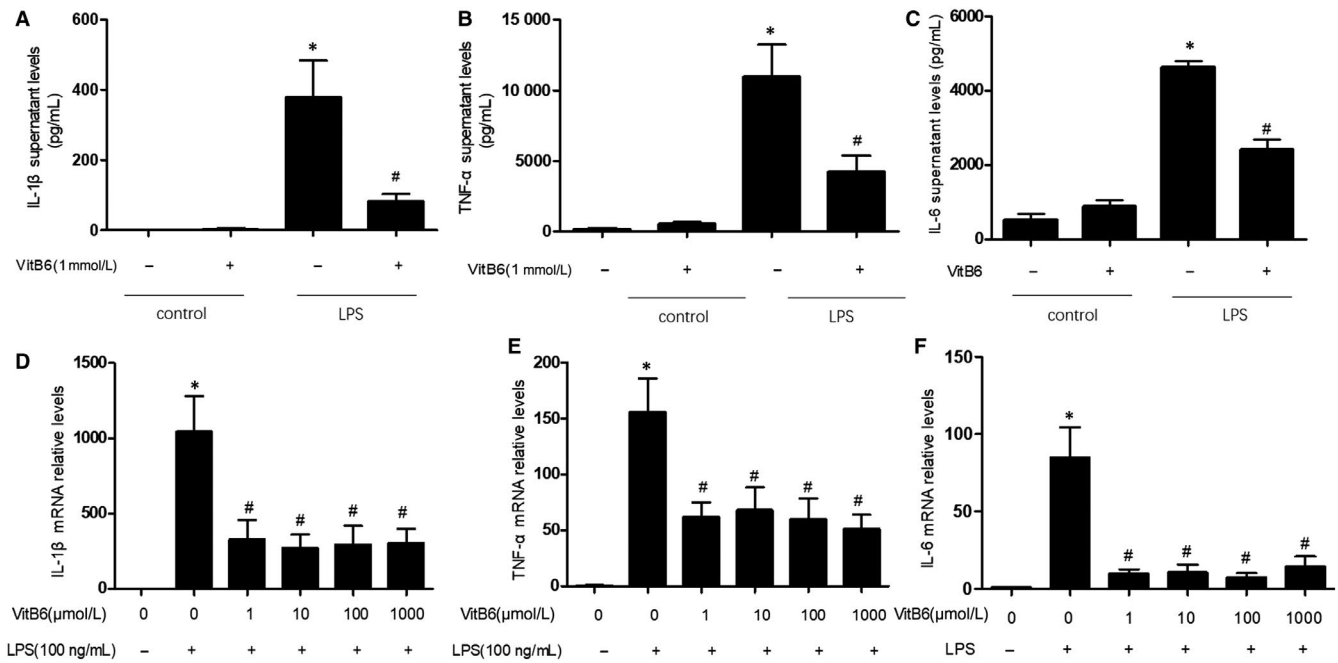 A
IL-1β supernatant levels
(pg/mL)
600
400
200
0
*
#
VitB6(1 mmol/L)
– + – +
control LPS
B
TNF-α supernatant levels
(pg/mL)
15 000
10 000
5000
0
*
#
VitB6(1 mmol/L)
– + – +
control LPS
C
IL-6 supernatant levels (pg/mL)
6000
4000
2000
0
*
#
VitB6
– + – +
control LPS
D
IL-1β mRNA relative levels
1500
1000
500
0
*
# # # #
VitB6(μmol/L) 0 0 1 10 100 1000
LPS(100 ng/mL) – + + + + +
E
TNF-α mRNA relative levels
200
150
100
50
0
*
# # # #
VitB6(μmol/L) 0 0 1 10 100 1000
LPS(100 ng/mL) – + + + + +
F
IL-6 mRNA relative levels
150
100
50
0
*
# # # #
VitB6(μmol/L) 0 0 1 10 100 1000
LPS – + + + + +